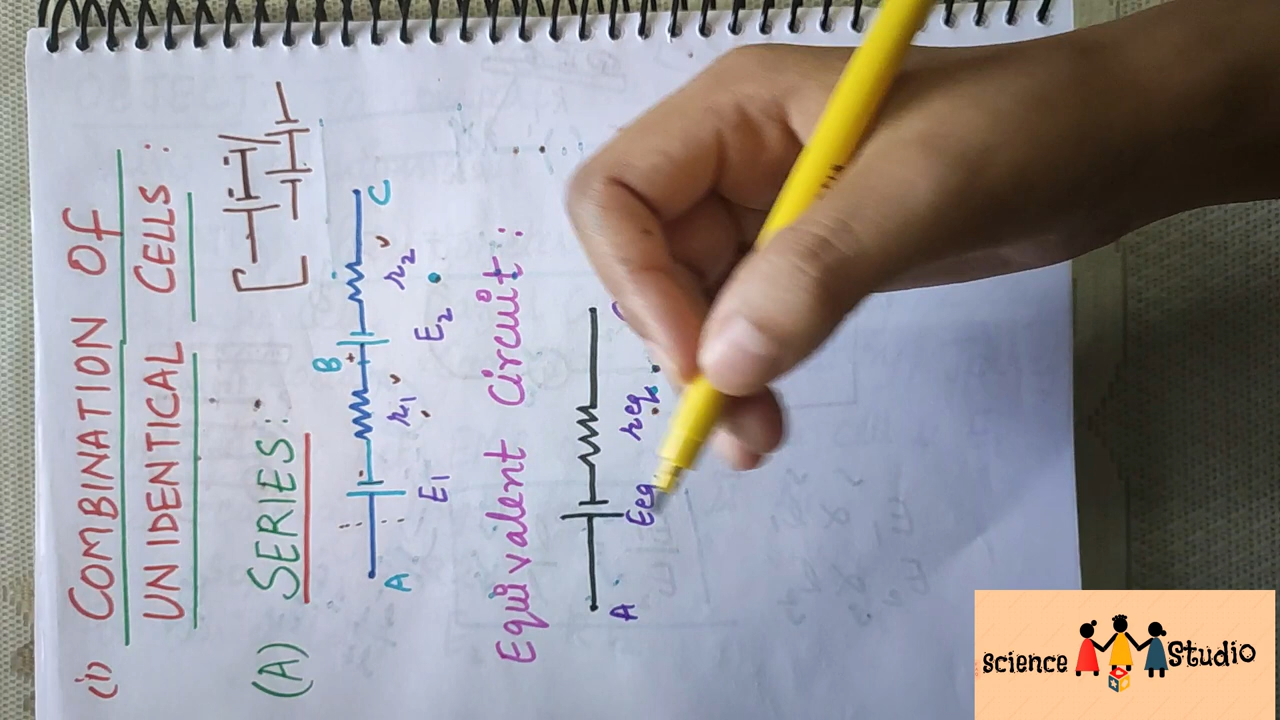 (i) COMBINATION Of
UNIDENTICAL CELLS:
(A) SERIES:
B
A C
E1 r1 E2 r2
Equivalent Circuit:
A
Eeq req
Science Studio